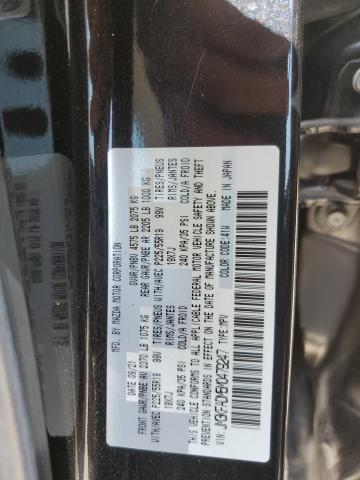 MFD. BY MAZDA MOTOR CORPORATION
DATE: 09/21 GVWR/PNBV 4575 LB 2075 KG
FRONT GAWR/PNBE AV 2370 LB 1075 KG REAR GAWR/PNBE AR 2205 LB 1000 KG
WITH/AVEC P225/55R19 99V TIRES/PNEUS WITH/AVEC P225/55R19 99V TIRES/PNEUS
19X7J RIMS/JANTES 19X7J RIMS/JANTES
240 KPA/35 PSI COLD/A FROID 240 KPA/35 PSI COLD/A FROID
THIS VEHICLE CONFORMS TO ALL APPLICABLE FEDERAL MOTOR VEHICLE SAFETY AND THEFT
PREVENTION STANDARDS IN EFFECT ON THE DATE OF MANUFACTURE SHOWN ABOVE.
TYPE:MPV COLOR CODE:41W MADE IN JAPAN